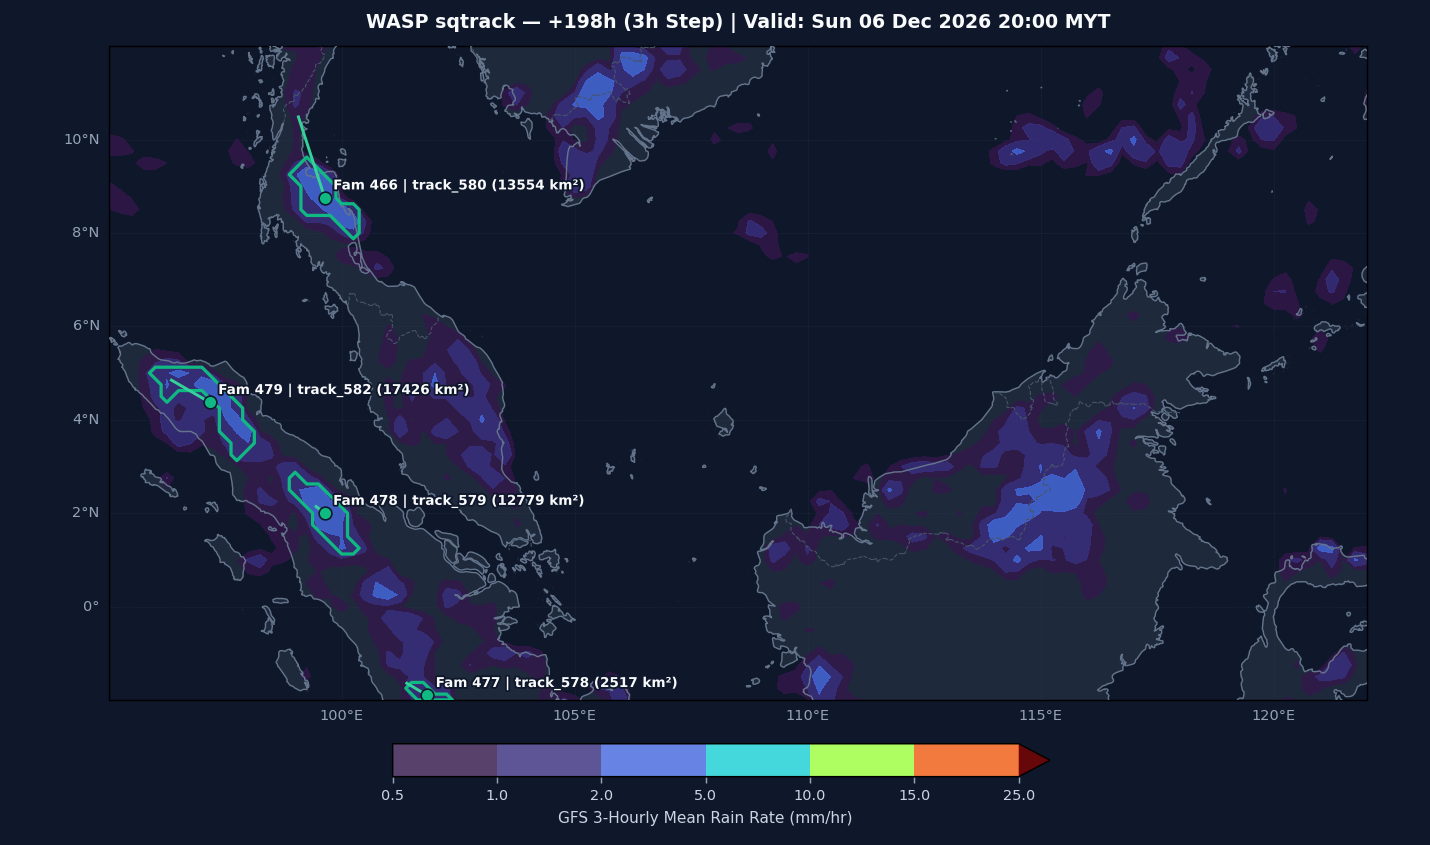 WASP sqtrack — +198h (3h Step) | Valid: Sun 06 Dec 2026 20:00 MYT
10°N
8°N
6°N
4°N
2°N
0°
Fam 466 | track_580 (13554 km²)
Fam 479 | track_582 (17426 km²)
Fam 478 | track_579 (12779 km²)
Fam 477 | track_578 (2517 km²)
100°E 105°E 110°E 115°E 120°E
0.5 1.0 2.0 5.0 10.0 15.0 25.0
GFS 3-Hourly Mean Rain Rate (mm/hr)